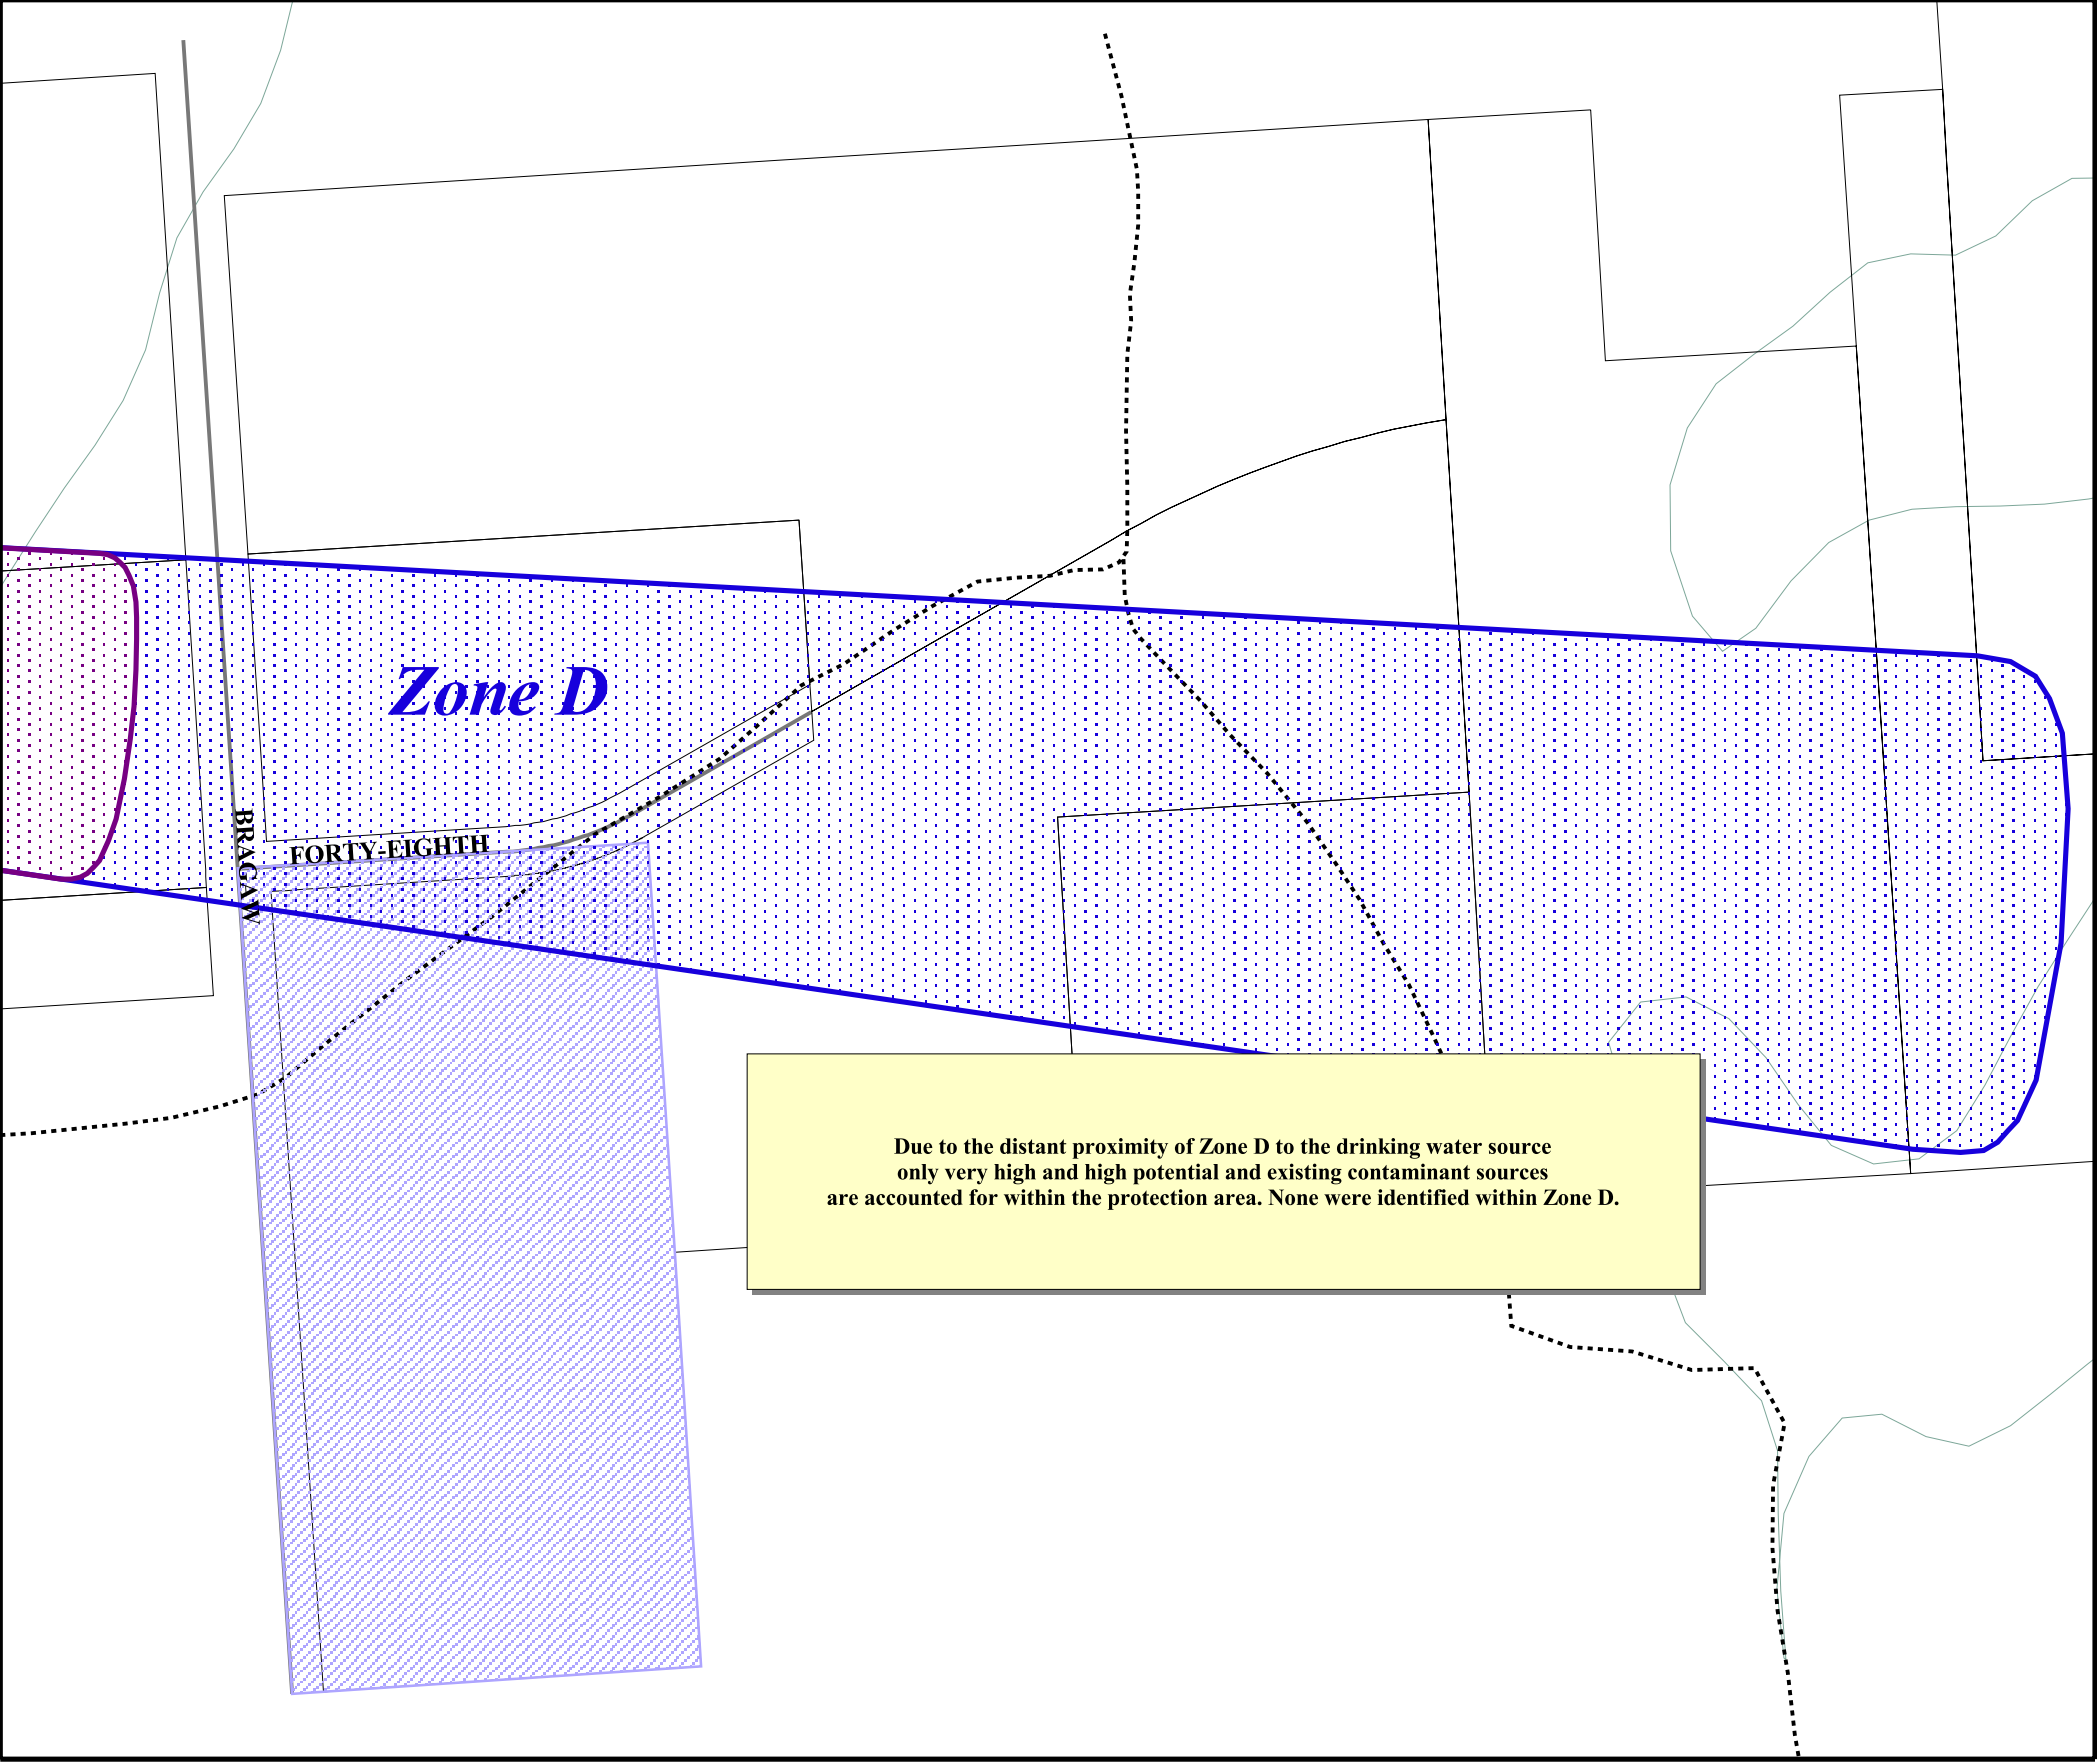 Zone D
BRAGAW
FORTY-EIGHTH
Due to the distant proximity of Zone D to the drinking water source
only very high and high potential and existing contaminant sources
are accounted for within the protection area. None were identified within Zone D.